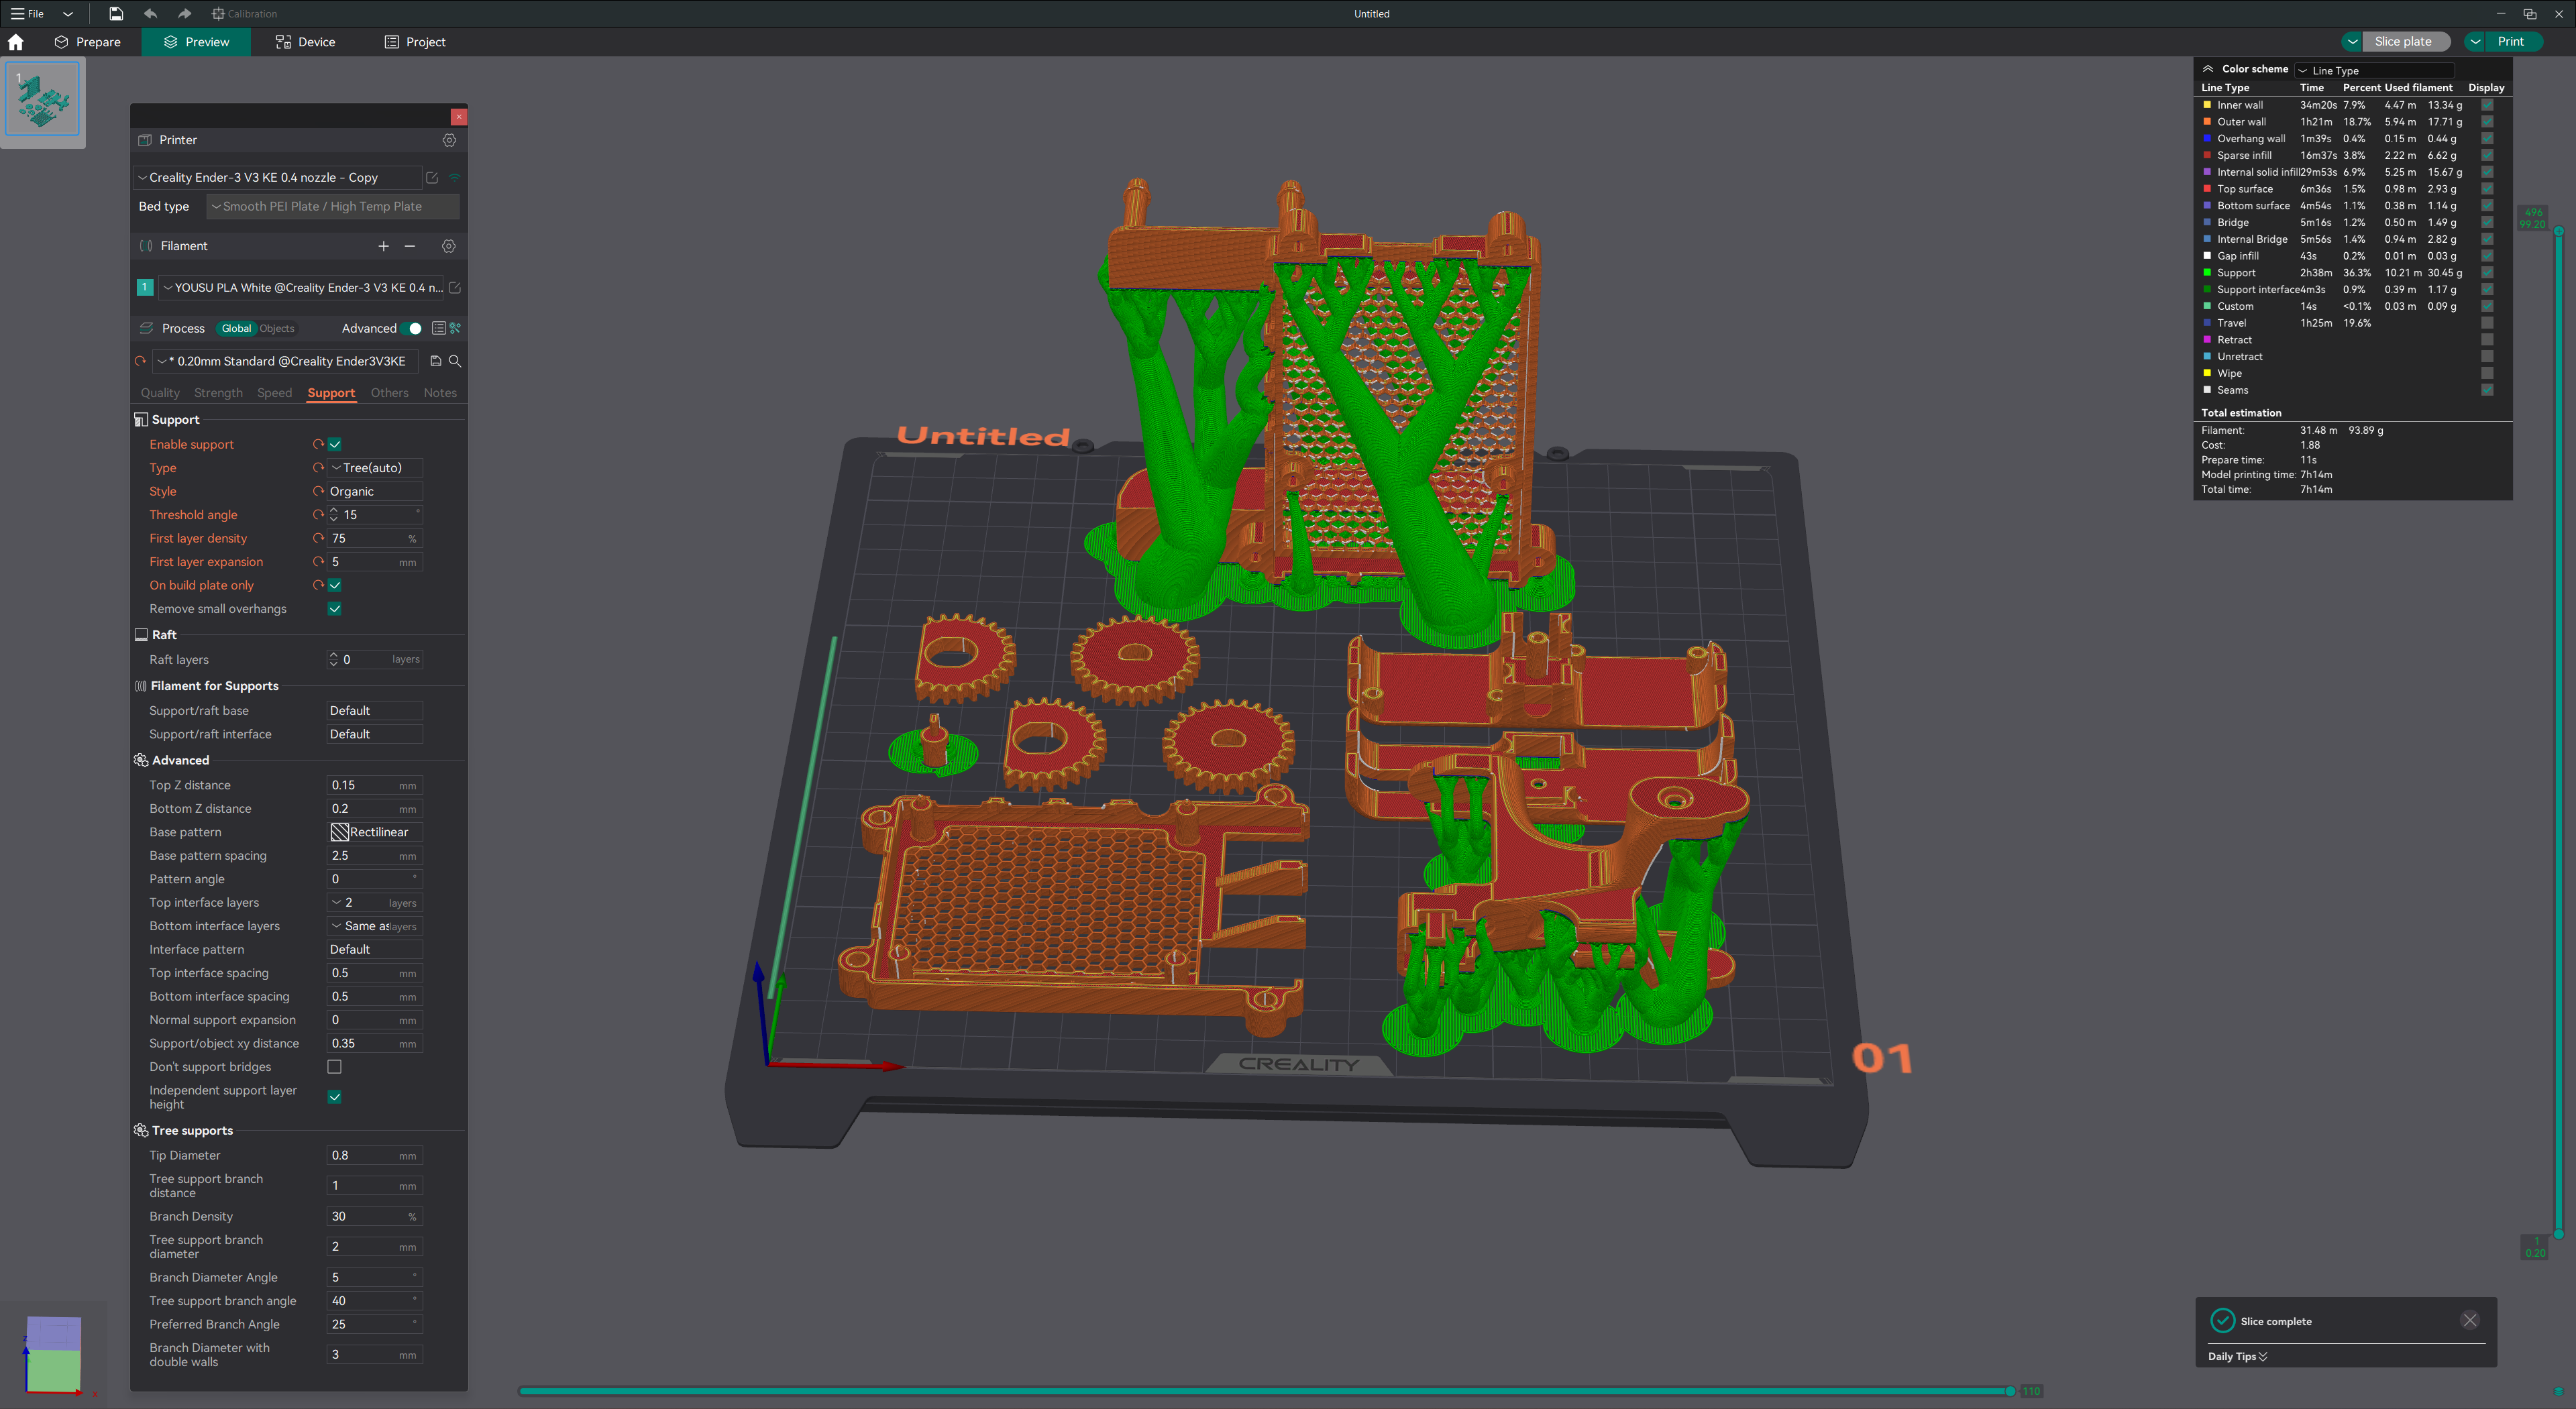 File
Calibration
Untitled
Prepare
Preview
Device
Project
Slice plate
Print
1
Printer
Creality Ender-3 V3 KE 0.4 nozzle - Copy
Bed type
Smooth PEI Plate / High Temp Plate
Filament
1 YOUSU PLA White @Creality Ender-3 V3 KE 0.4 n...
Process Global Objects Advanced
* 0.20mm Standard @Creality Ender3V3KE
Quality Strength Speed Support Others Notes
Support
Enable support
Type Tree(auto)
Style Organic
Threshold angle 15 °
First layer density 75 %
First layer expansion 5 mm
On build plate only
Remove small overhangs
Raft
Raft layers 0 layers
Filament for Supports
Support/raft base Default
Support/raft interface Default
Advanced
Top Z distance 0.15 mm
Bottom Z distance 0.2 mm
Base pattern Rectilinear
Base pattern spacing 2.5 mm
Pattern angle 0 °
Top interface layers 2 layers
Bottom interface layers Same as layers
Interface pattern Default
Top interface spacing 0.5 mm
Bottom interface spacing 0.5 mm
Normal support expansion 0 mm
Support/object xy distance 0.35 mm
Don't support bridges
Independent support layer
height
Tree supports
Tip Diameter 0.8 mm
Tree support branch
distance 1 mm
Branch Density 30 %
Tree support branch
diameter 2 mm
Branch Diameter Angle 5 °
Tree support branch angle 40 °
Preferred Branch Angle 25 °
Branch Diameter with
double walls 3 mm
Untitled
CREALITY
01
z
x
Color scheme Line Type
Line Type Time Percent Used filament Display
Inner wall 34m20s 7.9% 4.47 m 13.34 g
Outer wall 1h21m 18.7% 5.94 m 17.71 g
Overhang wall 1m39s 0.4% 0.15 m 0.44 g
Sparse infill 16m37s 3.8% 2.22 m 6.62 g
Internal solid infill 29m53s 6.9% 5.25 m 15.67 g
Top surface 6m36s 1.5% 0.98 m 2.93 g
Bottom surface 4m54s 1.1% 0.38 m 1.14 g
Bridge 5m16s 1.2% 0.50 m 1.49 g
Internal Bridge 5m56s 1.4% 0.94 m 2.82 g
Gap infill 43s 0.2% 0.01 m 0.03 g
Support 2h38m 36.3% 10.21 m 30.45 g
Support interface 4m3s 0.9% 0.39 m 1.17 g
Custom 14s <0.1% 0.03 m 0.09 g
Travel 1h25m 19.6%
Retract
Unretract
Wipe
Seams
Total estimation
Filament: 31.48 m 93.89 g
Cost: 1.88
Prepare time: 11s
Model printing time: 7h14m
Total time: 7h14m
496
99.20
1
0.20
Slice complete
Daily Tips
110